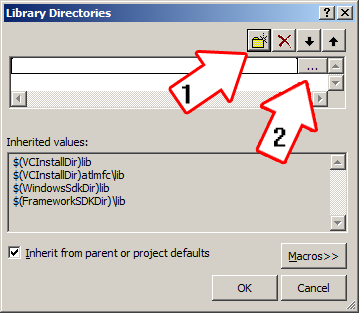 Library Directories
...
1
2
Inherited values:
$(VCInstallDir)lib
$(VCInstallDir)atlmfc\lib
$(WindowsSdkDir)lib
$(FrameworkSDKDir)\lib
Inherit from parent or project defaults
Macros>>
OK
Cancel